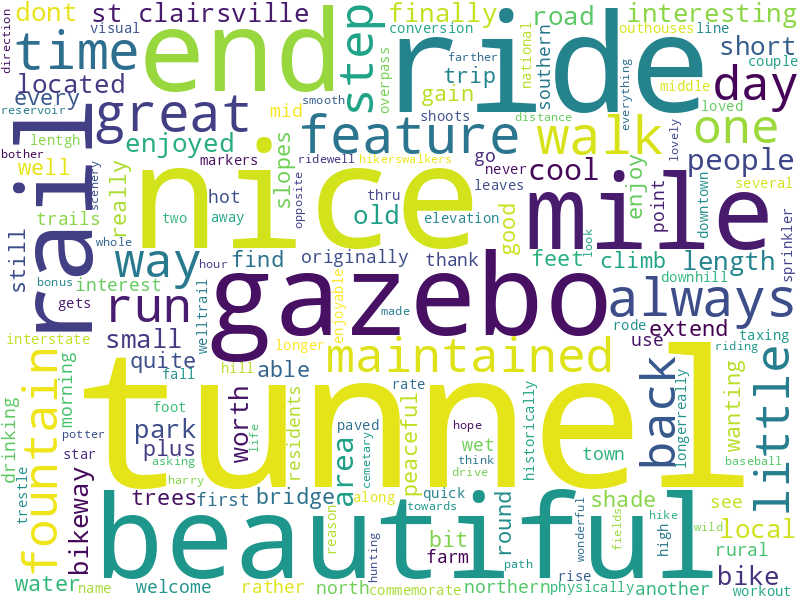 dont
st clairsville
finally
road
interesting
direction
time
end
visual
step
ride
conversion
farther
trip
southern
national
outhouses
line
short
couple
located
overpass
gain
day
every
great
mid
smooth
shoots
distance
everything
reservoir
rail
lentgh
enjoyed
feature
walk
one
bother
well
markers
slopes
ridewell
hikerswalkers
go
never
cool
enjoy
people
loved
lovely
scenery
really
hot
nice
opposite
thru
leaves
mile
point
several
trails
two
away
old
elevation
good
downtown
still
way
find
originally
thank
feet
climb
length
look
sprinkler
whole
hour
bonus
interest
gazebo
downhill
always
gets
run
welltrail
made
extend
interstate
small
longer
enjoyable
maintained
use
rode
taxing
riding
fountain
morning
quite
able
hill
fall
rate
back
wanting
little
drinking
foot
worth
life
residents
tunnel
historically
longerreally
park
plus
paved
hope
peaceful
wet
town
potter
star
asking
area
cemetary
think
drive
baseball
trestle
bikeway
harry
reason
along
beautiful
trees
first
bridge
quick
towards
round
shade
see
local
bit
farm
wonderful
fields
hike
wild
high
rural
water
name
welcome
rather
hunting
north
commemorate
northern
path
rise
physically
another
bike
workout